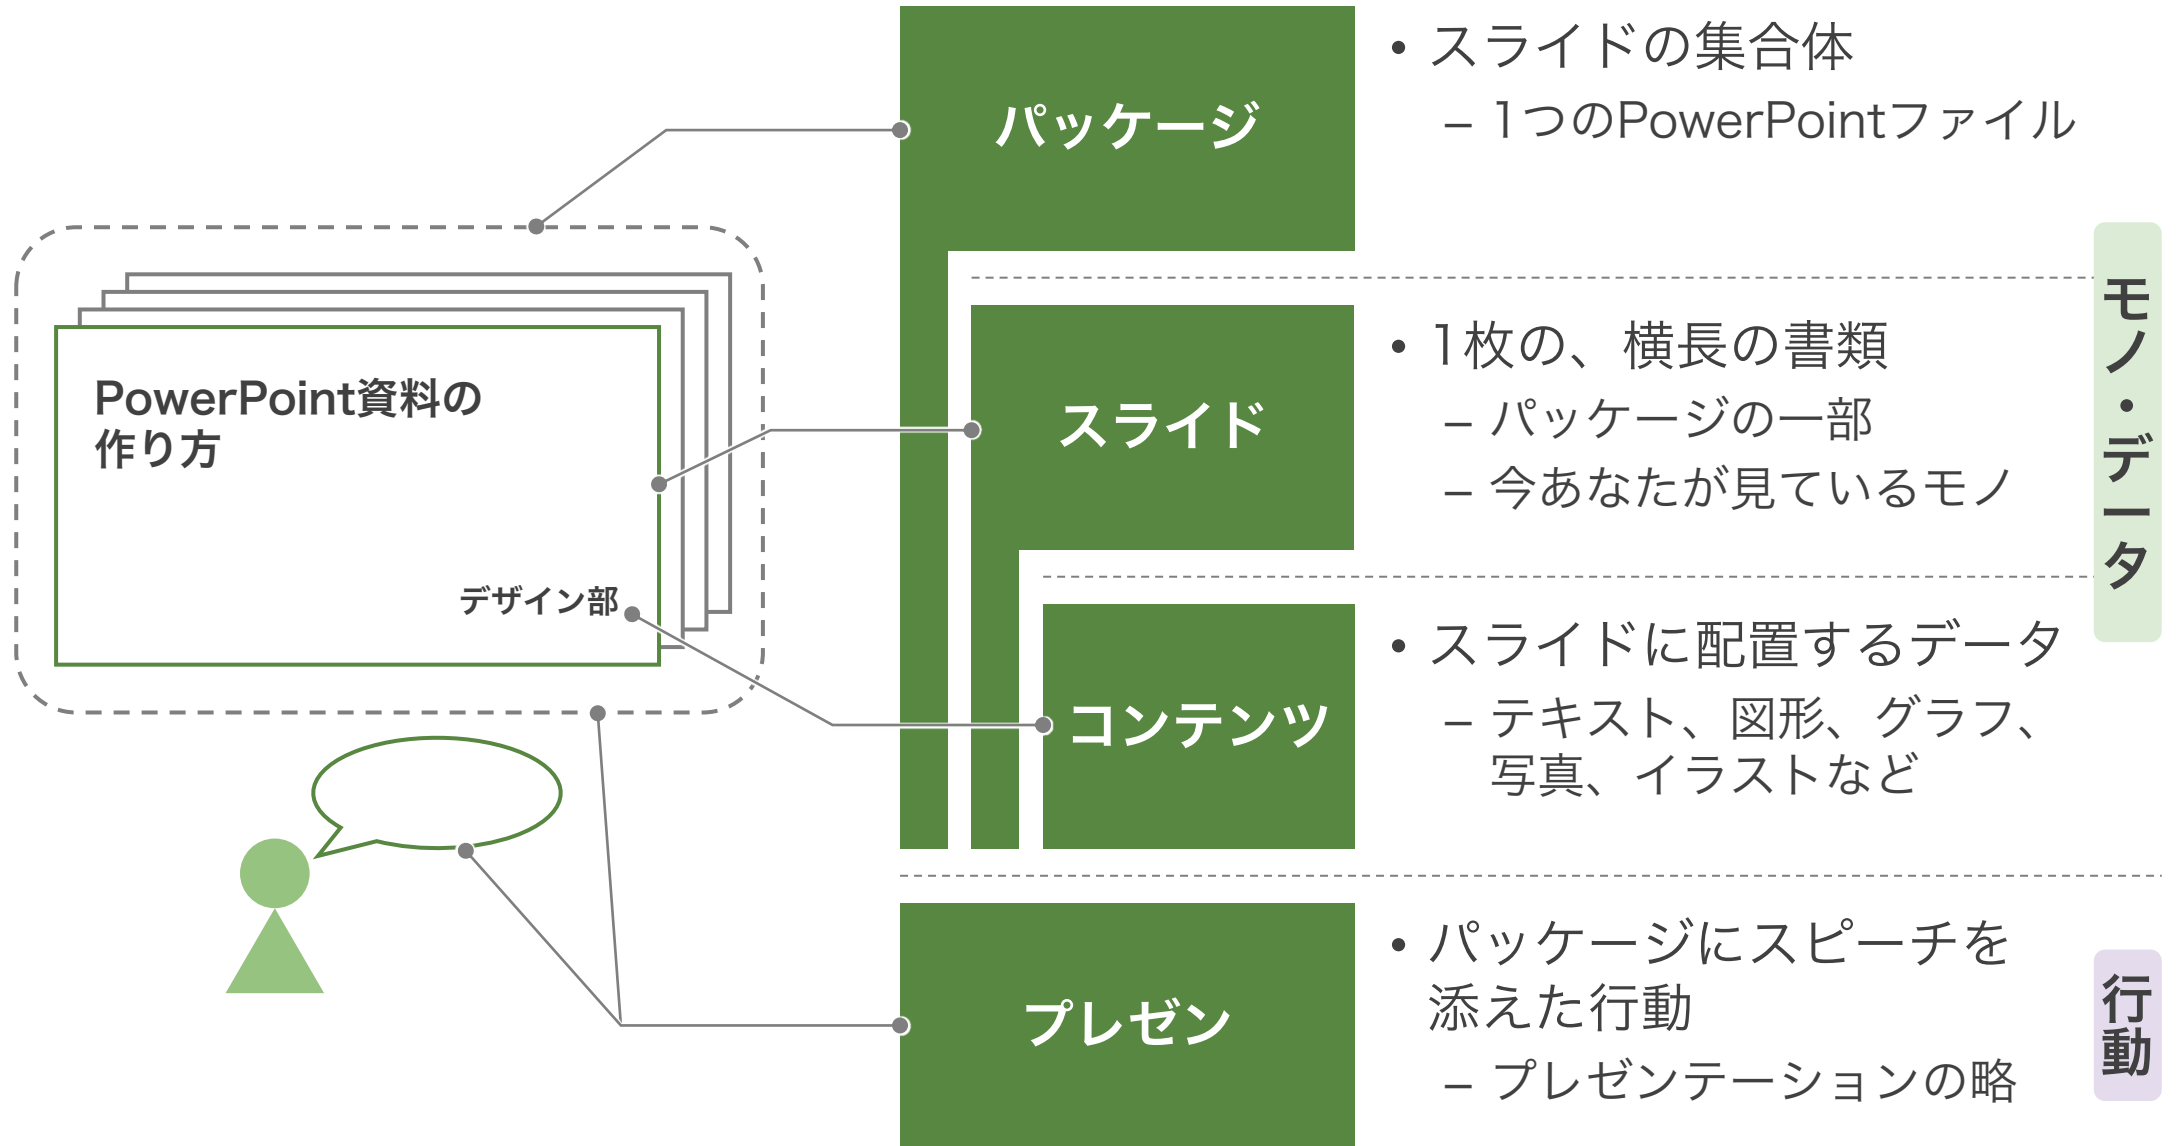 PowerPoint資料の
作り方
デザイン部
パッケージ
• スライドの集合体
– 1つのPowerPointファイル
スライド
• 1枚の、横長の書類
– パッケージの一部
– 今あなたが見ているモノ
コンテンツ
• スライドに配置するデータ
– テキスト、図形、グラフ、
写真、イラストなど
モノ・データ
プレゼン
• パッケージにスピーチを
添えた行動
– プレゼンテーションの略
行動